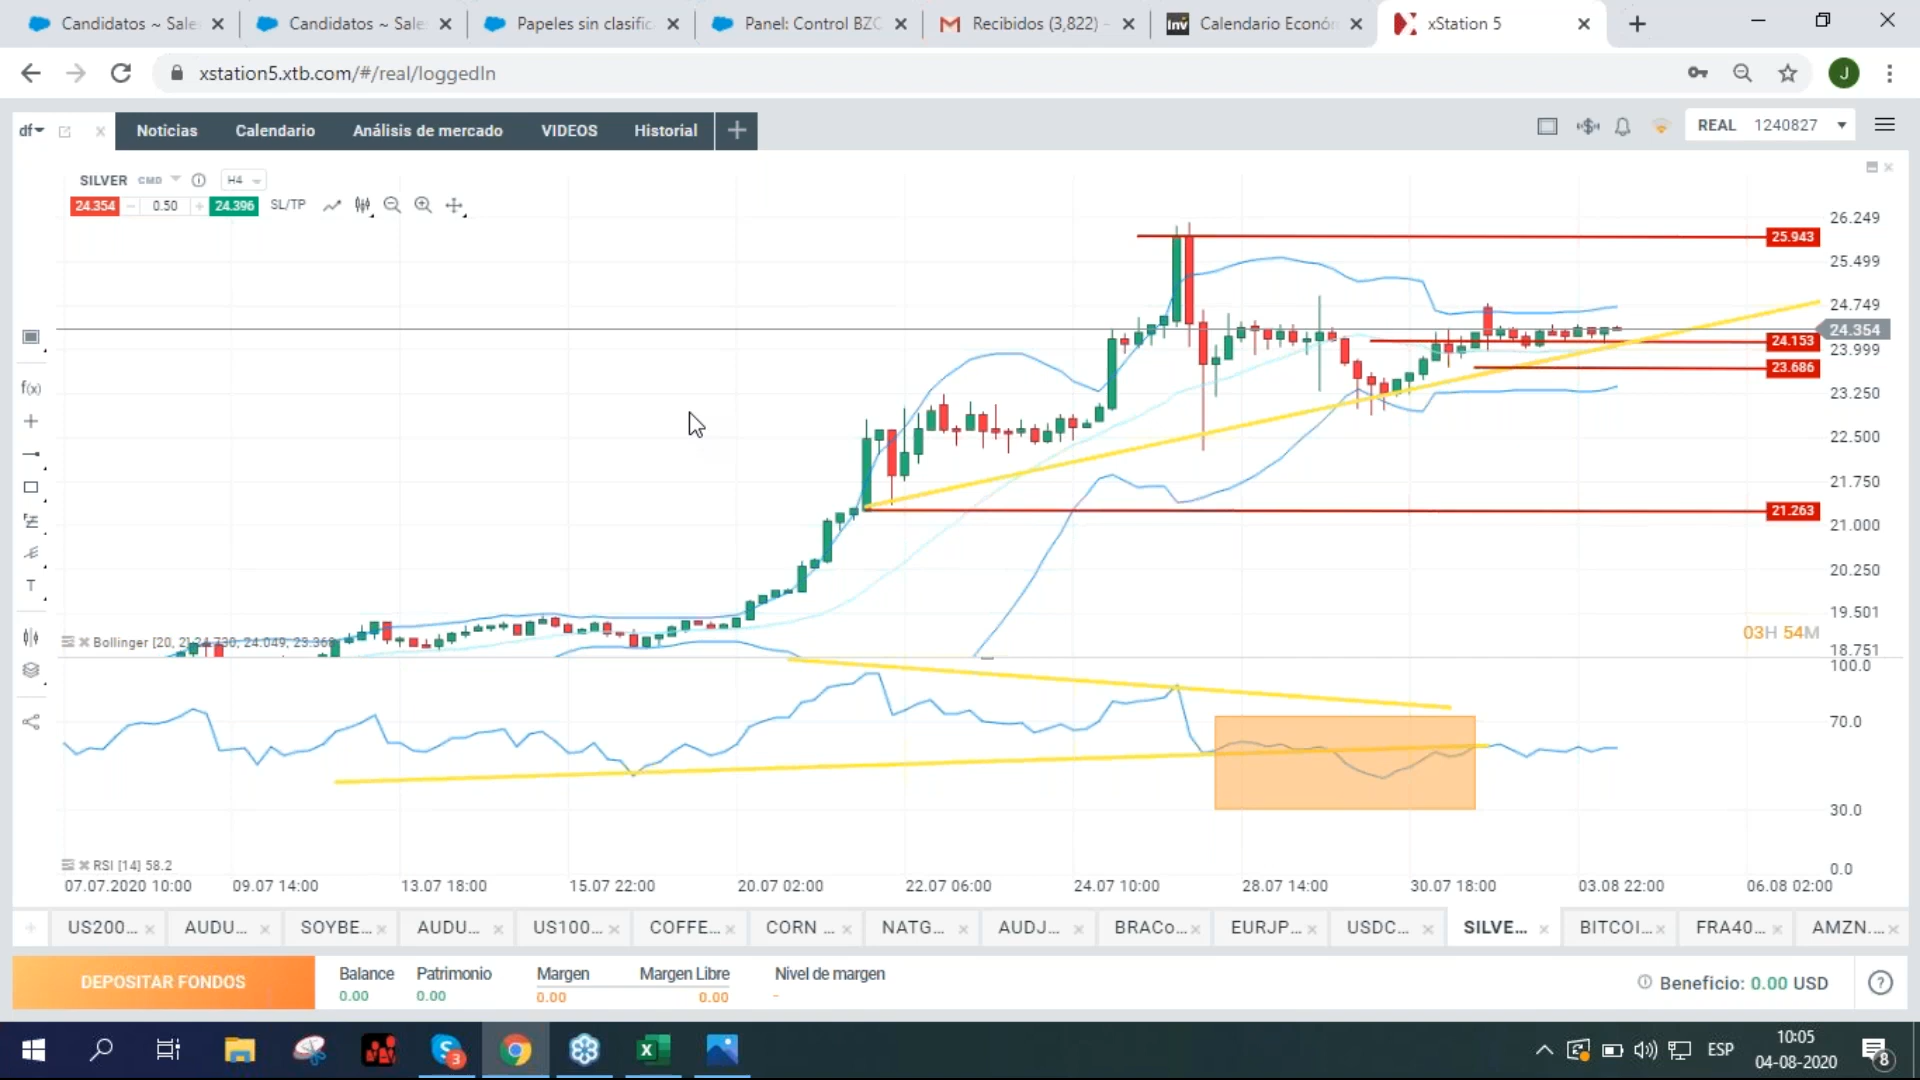 Candidatos ~ Sale
Candidatos ~ Sale
Papeles sin clasific
Panel: Control BZC
Recibidos (3,822) -
Calendario Económ
xStation 5
xstation5.xtb.com/#/real/loggedIn
J
df
Noticias
Calendario
Análisis de mercado
VIDEOS
Historial
REAL 1240827
SILVER CMD H4
24.354 0.50 24.396 SL/TP
26.249
25.943
25.499
24.749
24.354
24.153
23.999
23.686
23.250
22.500
21.750
21.263
21.000
20.250
19.501
03H 54M
18.751
Bollinger [20, 2] 24.730, 24.049, 23.368
100.0
70.0
30.0
0.0
RSI [14] 58.2
07.07.2020 10:00 09.07 14:00 13.07 18:00 15.07 22:00 20.07 02:00 22.07 06:00 24.07 10:00 28.07 14:00 30.07 18:00 03.08 22:00 06.08 02:00
US200... AUDU... SOYBE... AUDU... US100... COFFE... CORN ... NATG... AUDJ... BRACo... EURJP... USDC... SILVE... BITCOI... FRA40... AMZN....
DEPOSITAR FONDOS
Balance Patrimonio Margen Margen Libre Nivel de margen
0.00 0.00 0.00 0.00 -
Beneficio: 0.00 USD
ESP
10:05
04-08-2020
3
8